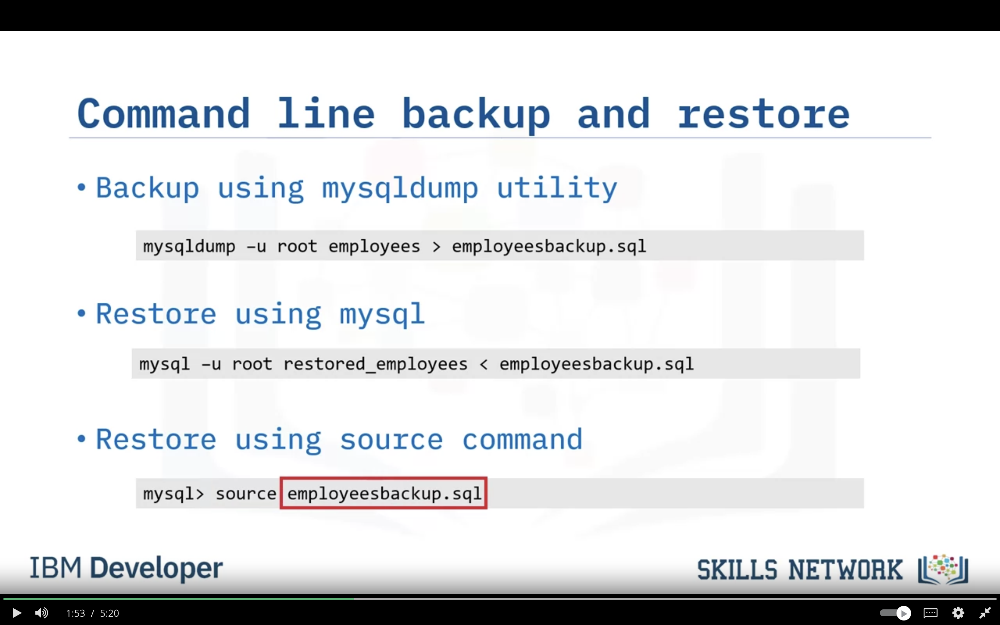 Command line backup and restore
• Backup using mysqldump utility
mysqldump –u root employees > employeesbackup.sql
• Restore using mysql
mysql –u root restored_employees < employeesbackup.sql
• Restore using source command
mysql> source employeesbackup.sql
IBM Developer
SKILLS NETWORK
1:53 / 5:20